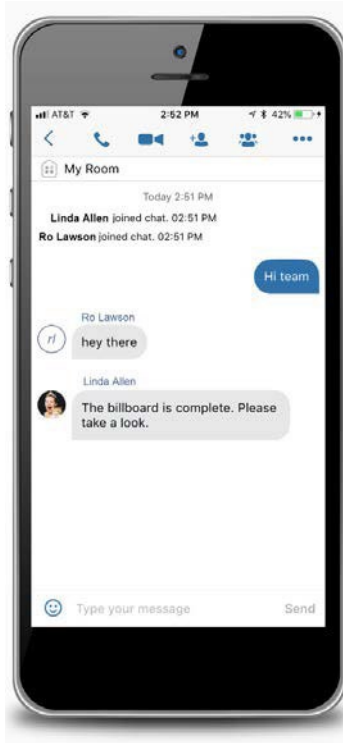 AT&T 2:52 PM 42%
My Room
Today 2:51 PM
Linda Allen joined chat. 02:51 PM
Ro Lawson joined chat. 02:51 PM
Hi team
Ro Lawson
rl hey there
Linda Allen
The billboard is complete. Please
take a look.
Type your message Send